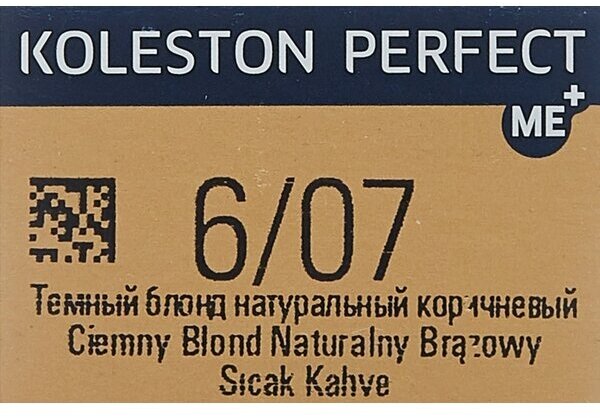 KOLESTON PERFECT
ME+
6/07
Темный блонд натуральный коричневый
Ciemny Blond Naturalny Brązowy
Sıcak Kahve